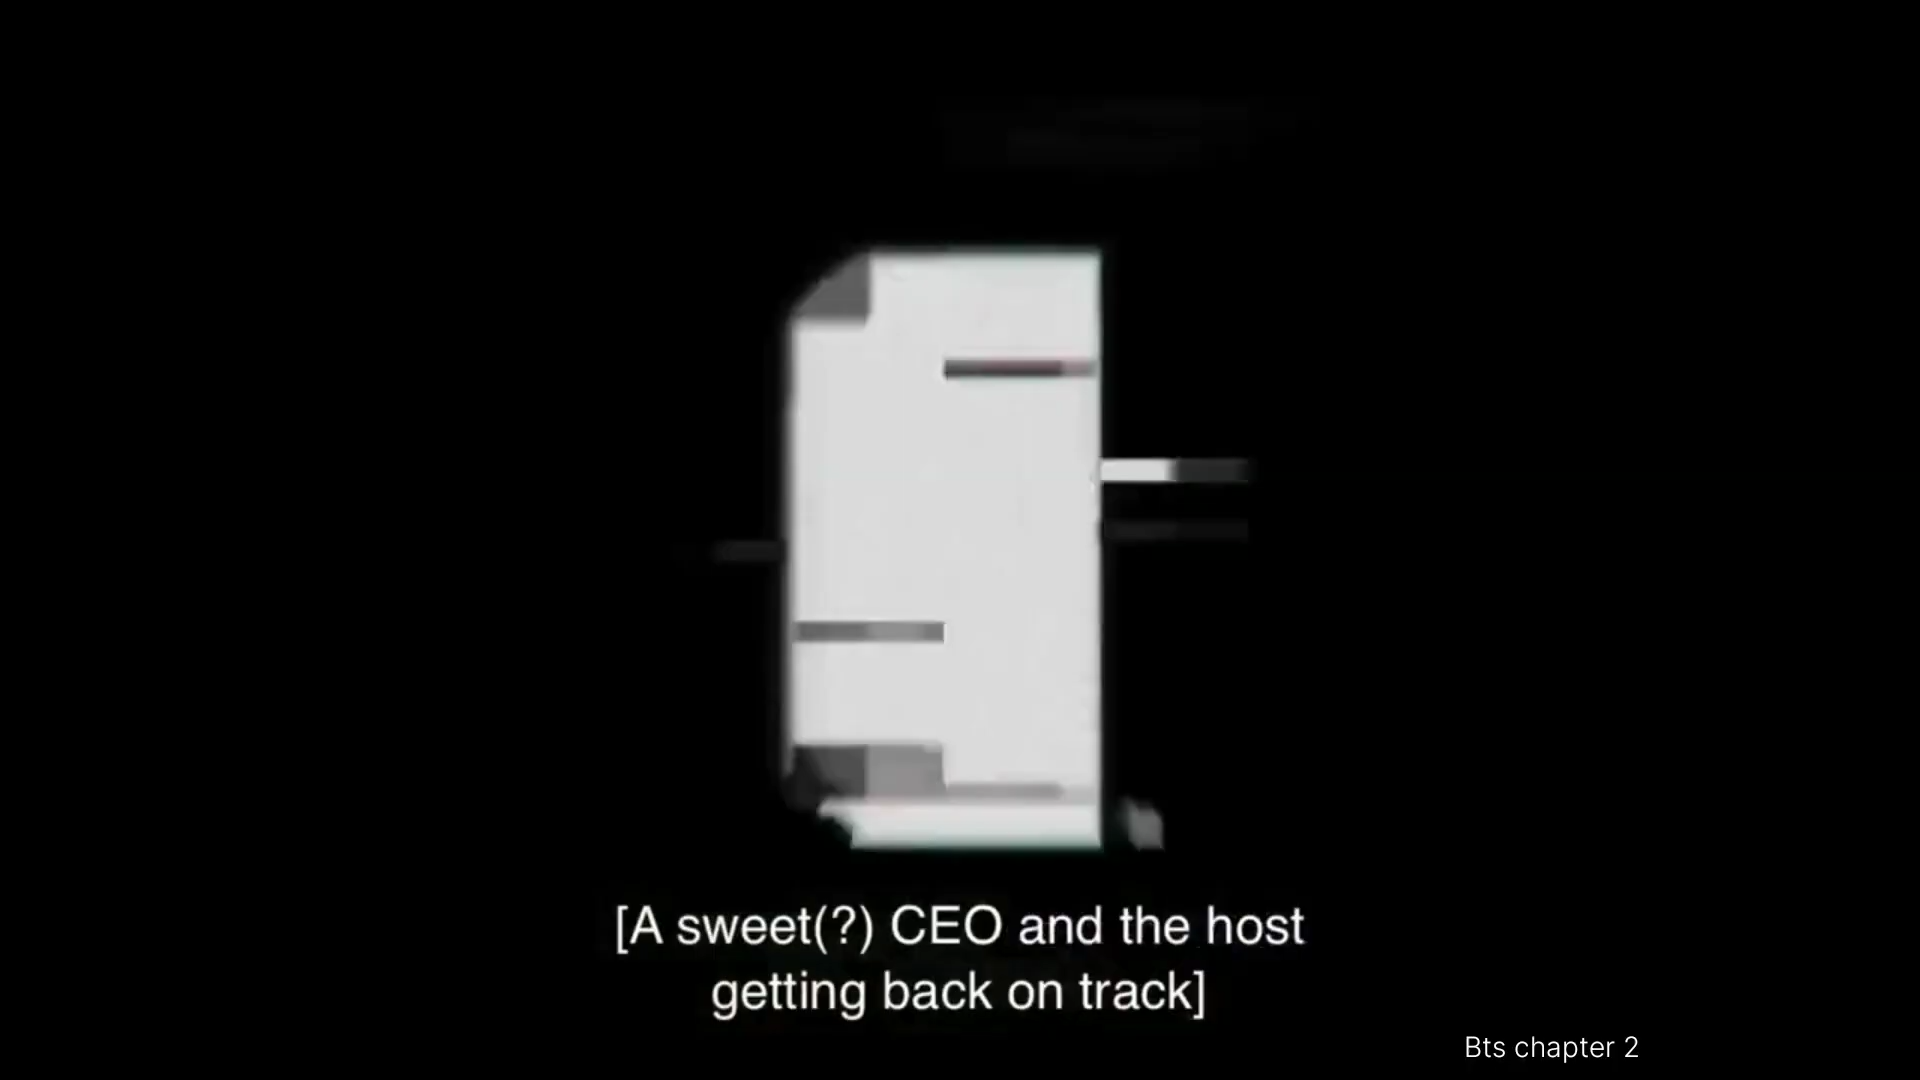 [A sweet(?) CEO and the host
getting back on track]
Bts chapter 2